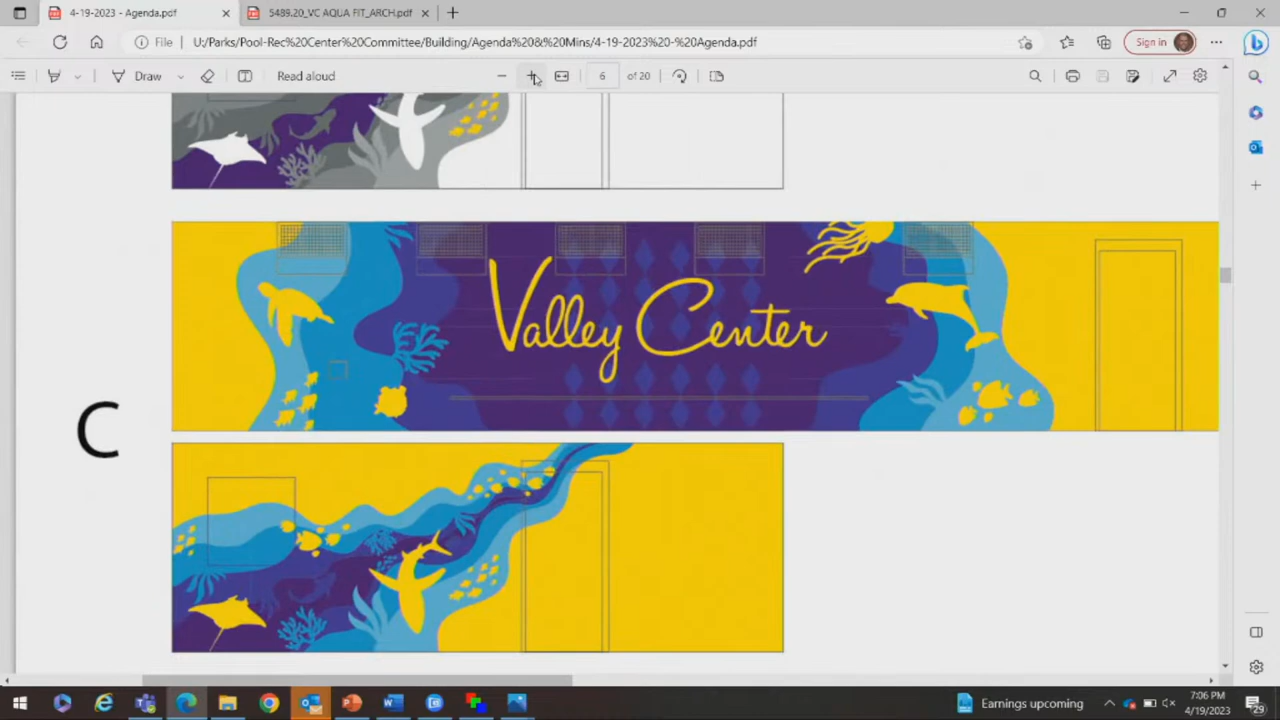 4-19-2023 - Agenda.pdf
5489.20_VC AQUA FIT_ARCH.pdf
File U:/Parks/Pool-Rec%20Center%20Committee/Building/Agenda%20&%20Mins/4-19-2023%20-%20Agenda.pdf
Sign in
Draw
Read aloud
6 of 20
Valley Center
C
Earnings upcoming
7:06 PM
4/19/2023
29